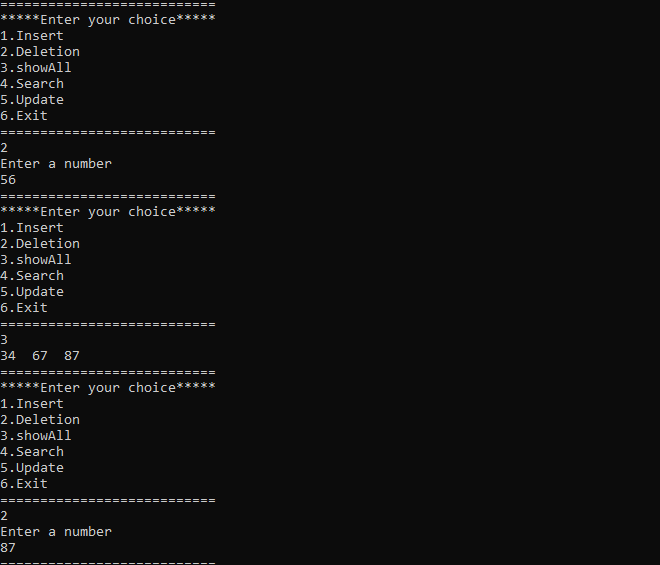 ===========================
*****Enter your choice*****
1.Insert
2.Deletion
3.showAll
4.Search
5.Update
6.Exit
===========================
2
Enter a number
56
===========================
*****Enter your choice*****
1.Insert
2.Deletion
3.showAll
4.Search
5.Update
6.Exit
===========================
3
34  67  87
===========================
*****Enter your choice*****
1.Insert
2.Deletion
3.showAll
4.Search
5.Update
6.Exit
===========================
2
Enter a number
87
===========================